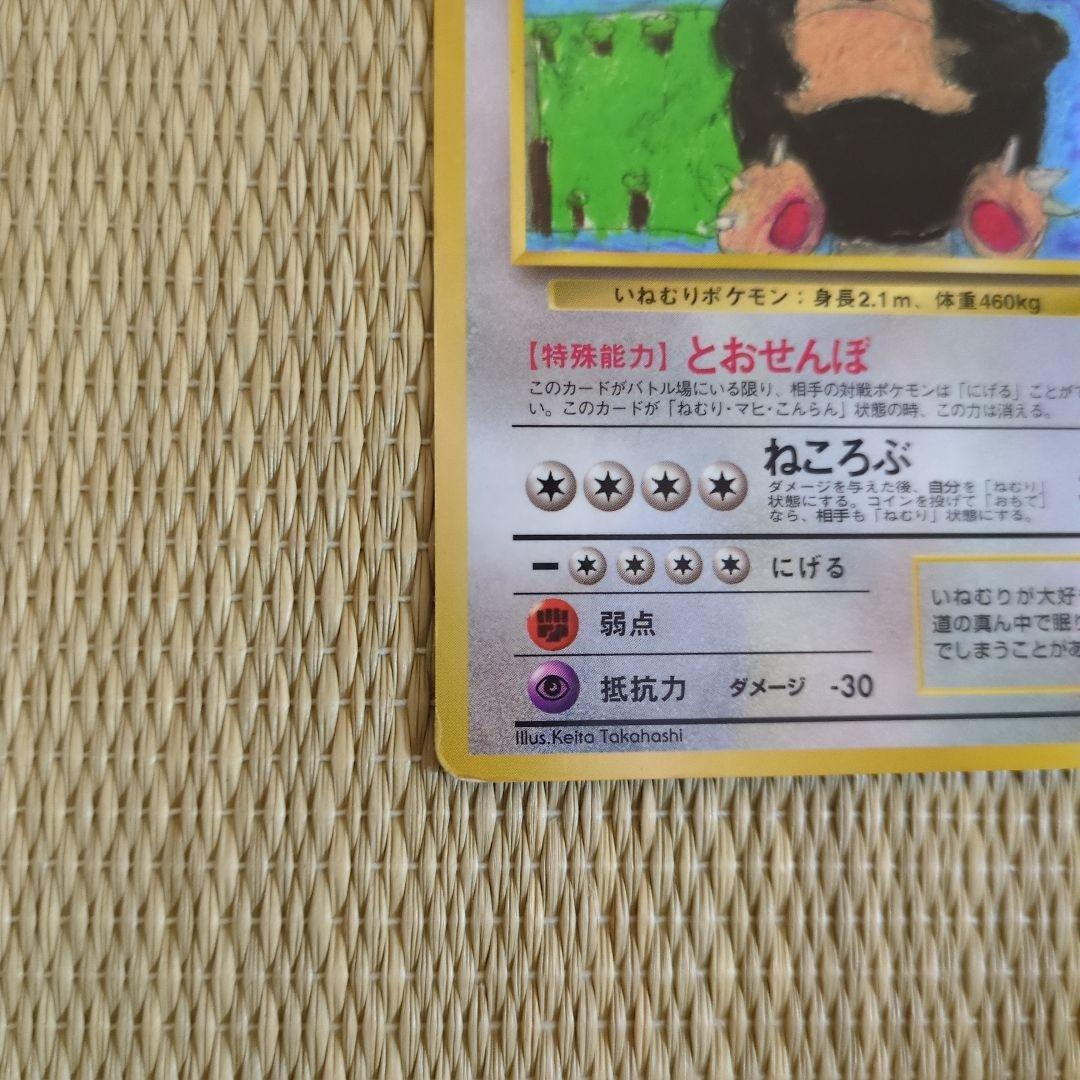 いねむりポケモン：身長2.1m、体重460kg
【特殊能力】とおせんぼ
このカードがバトル場にいる限り、相手の対戦ポケモンは「にげる」ことが
い。このカードが「ねむり・マヒ・こんらん」状態の時、この力は消える。
ねころぶ
ダメージを与えた後、自分を「ねむり」
状態にする。コインを投げて「おもて」
なら、相手も「ねむり」状態にする。
ー にげる
弱点
抵抗力 ダメージ -30
いねむりが大好
道の真ん中で眠
でしまうことが
Illus.Keita Takahashi